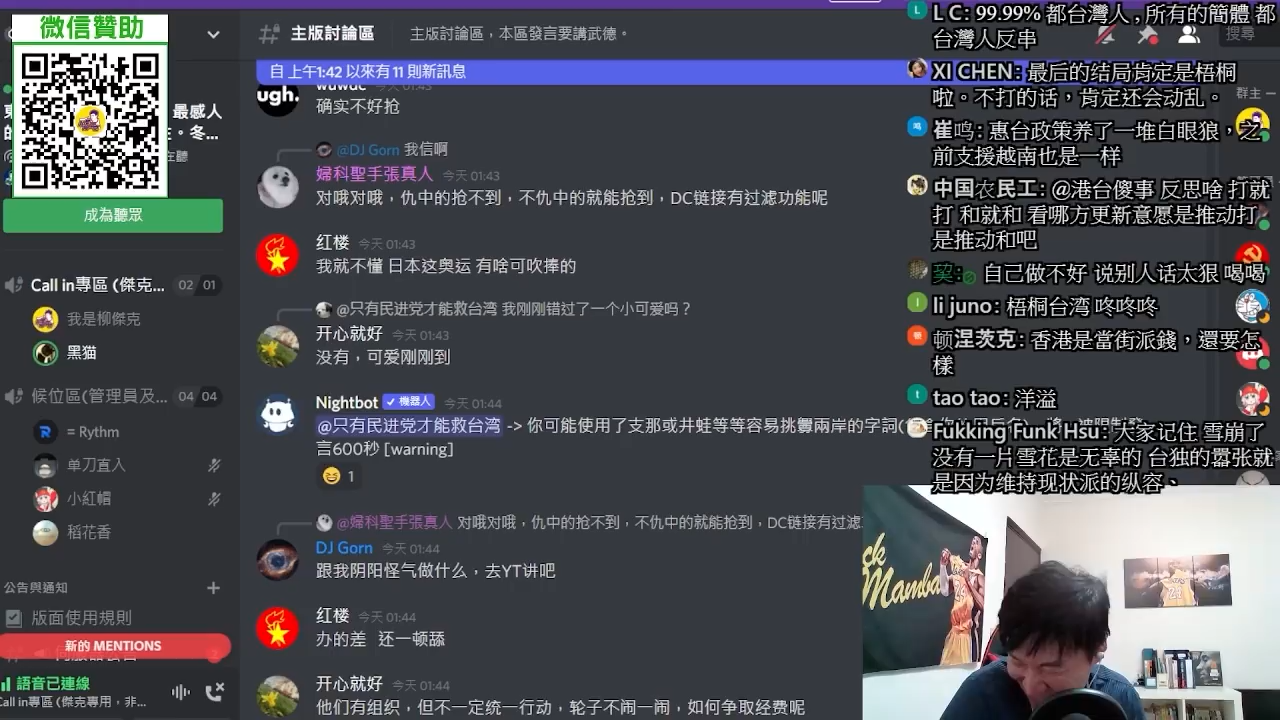 微信贊助
最感人
的
。冬...
在聽
成為聽眾
Call in專區 (傑克... 02 01
我是柳傑克
黑猫
候位區(管理員及... 04 04
= Rythm
单刀直入
小紅帽
稻花香
公告與通知
版面使用規則
新的 MENTIONS
語音已連線
Call in專區 (傑克專用，非...
主版討論區 主版討論區，本區發言要講武德。
搜尋
自 上午1:42 以來有 11 則新訊息
ugh.
今天 01:43
确实不好抢
@DJ Gorn 我信啊
婦科聖手張真人 今天 01:43
对哦对哦，仇中的抢不到，不仇中的就能抢到，DC链接有过滤功能呢
红楼 今天 01:43
我就不懂 日本这奥运 有啥可吹捧的
@只有民进党才能救台湾 我刚刚错过了一个小可爱吗？
开心就好 今天 01:43
没有，可爱刚刚到
Nightbot 機器人 今天 01:44
@只有民进党才能救台湾 -> 你可能使用了支那或井蛙等等容易挑釁兩岸的字詞(
言600秒 [warning]
1
@婦科聖手張真人 对哦对哦，仇中的抢不到，不仇中的就能抢到，DC链接有过滤
DJ Gorn 今天 01:44
跟我阴阳怪气做什么，去YT讲吧
红楼 今天 01:44
办的差 还一顿舔
开心就好 今天 01:44
他们有组织，但不一定统一行动，轮子不闹一闹，如何争取经费呢
群主 —
L C: 99.99% 都台灣人 , 所有的簡體 都
台灣人反串
XI CHEN: 最后的结局肯定是梧桐
啦。不打的话，肯定还会动乱。
崔鸣: 惠台政策养了一堆白眼狼，之
前支援越南也是一样
中国农民工: @港台傻事 反思啥 打就
打 和就和 看哪方更新意愿是推动打
是推动和吧
自己做不好 说别人话太狠 喝喝
li juno: 梧桐台湾 咚咚咚
顿涅茨克: 香港是當街派錢，還要怎
樣
tao tao: 洋溢
Fukking Funk Hsu: 大家记住 雪崩了
没有一片雪花是无辜的 台独的嚣张就
是因为维持现状派的纵容、
ck
Mamba
24